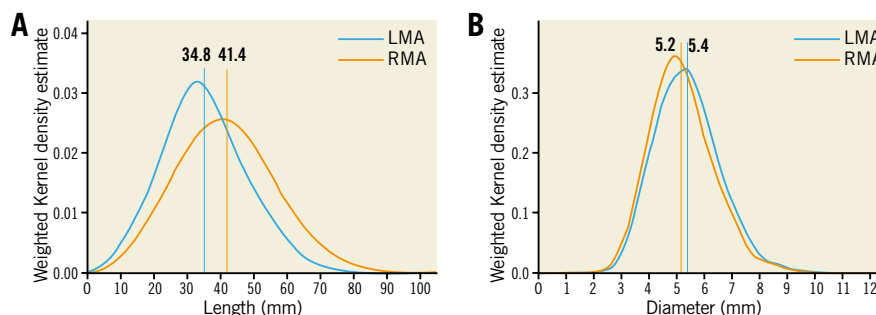 A
Weighted Kernel density estimate
0.04
0.03
0.02
0.01
0.00
34.8 41.4
LMA
RMA
0 10 20 30 40 50 60 70 80 90 100
Length (mm)
B
Weighted Kernel density estimate
0.3
0.2
0.1
0.0
5.2 5.4
LMA
RMA
0 1 2 3 4 5 6 7 8 9 10 11 12
Diameter (mm)